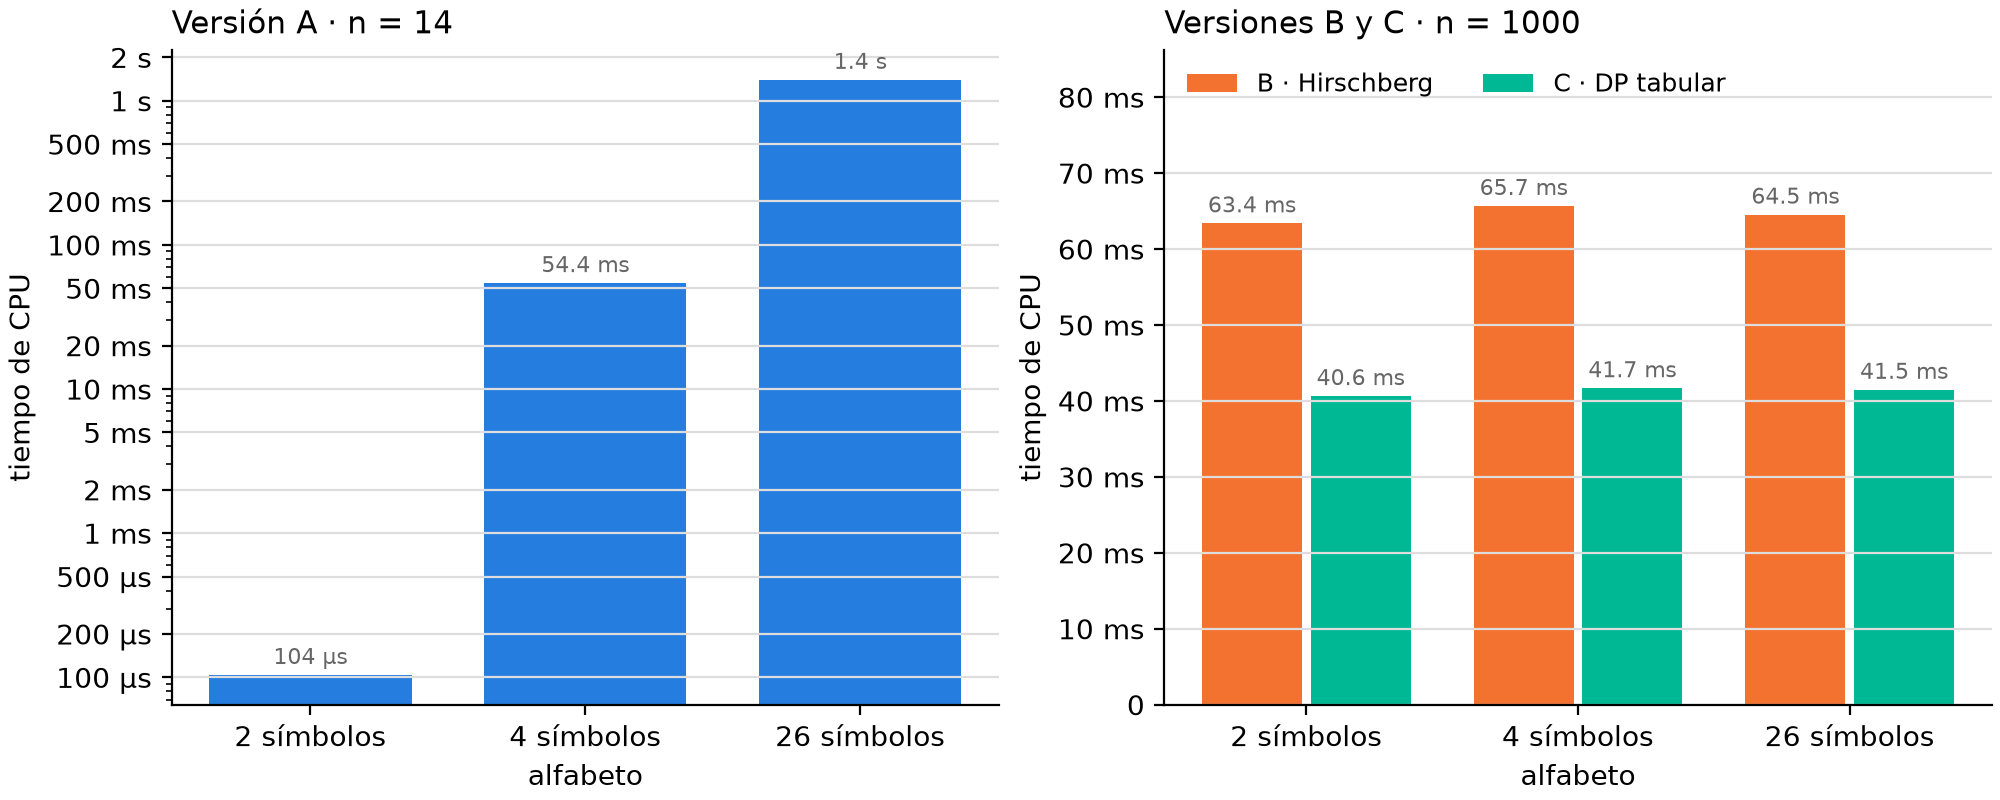 Versión A · n = 14
2 s
1 s
500 ms
200 ms
100 ms
50 ms
20 ms
10 ms
5 ms
2 ms
1 ms
500 µs
200 µs
100 µs
tiempo de CPU
104 µs
54.4 ms
1.4 s
2 símbolos
4 símbolos
26 símbolos
alfabeto
Versiones B y C · n = 1000
B · Hirschberg
C · DP tabular
80 ms
70 ms
60 ms
50 ms
40 ms
30 ms
20 ms
10 ms
0
tiempo de CPU
63.4 ms
40.6 ms
65.7 ms
41.7 ms
64.5 ms
41.5 ms
2 símbolos
4 símbolos
26 símbolos
alfabeto